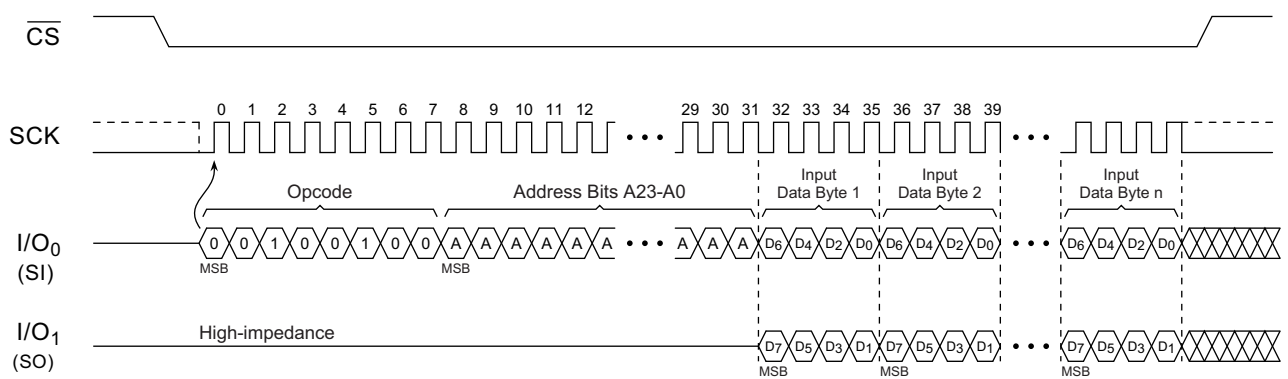 CS
0 1 2 3 4 5 6 7 8 9 10 11 12 29 30 31 32 33 34 35 36 37 38 39
SCK
Opcode Address Bits A23-A0 Input Data Byte 1 Input Data Byte 2 Input Data Byte n
I/O0 (SI)
0 0 1 0 0 1 0 0 A A A A A A A A A D6 D4 D2 D0 D6 D4 D2 D0 D6 D4 D2 D0
MSB MSB
I/O1 (SO)
High-impedance
D7 D5 D3 D1 D7 D5 D3 D1 D7 D5 D3 D1
MSB MSB MSB